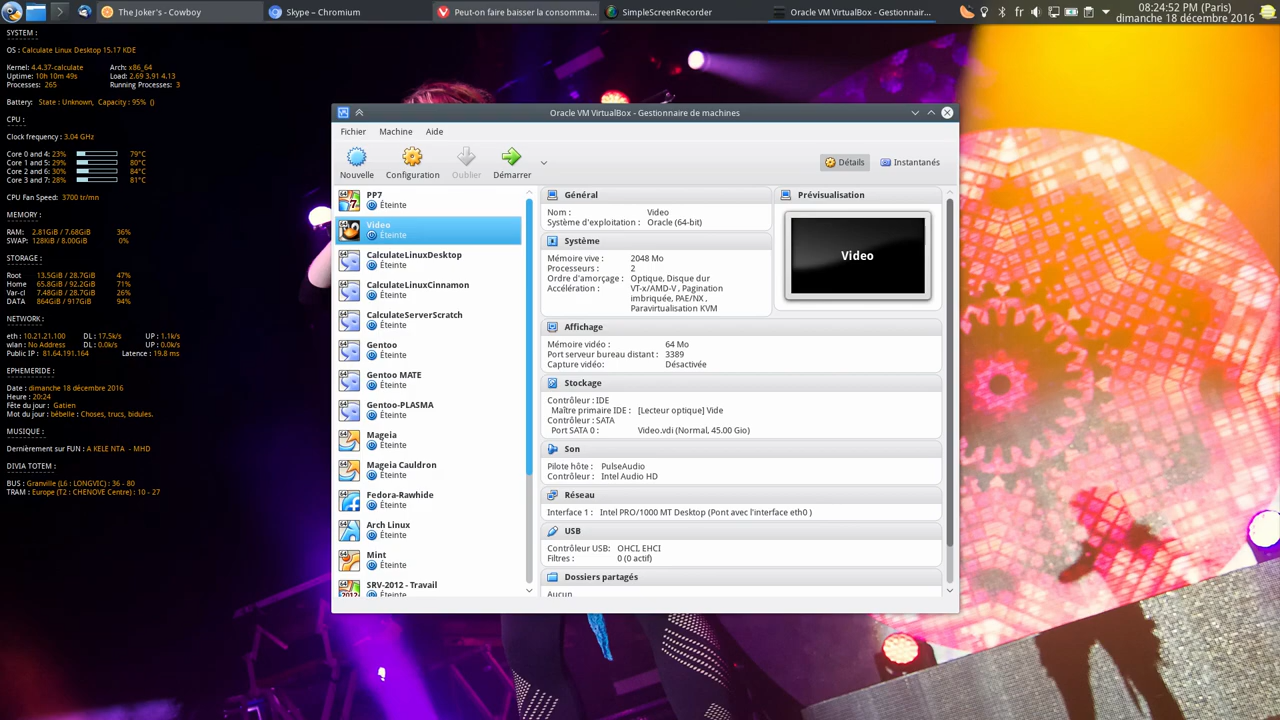 The Joker's - Cowboy
Skype – Chromium
Peut-on faire baisser la consomma...
SimpleScreenRecorder
Oracle VM VirtualBox - Gestionnair...
fr
08:24:52 PM (Paris)
dimanche 18 décembre 2016
SYSTEM :
OS : Calculate Linux Desktop 15.17 KDE
Kernel: 4.4.37-calculate Arch: x86_64
Uptime: 10h 10m 49s Load: 2.69 3.91 4.13
Processes: 265 Running Processes: 3
Battery: State : Unknown, Capacity : 95% ()
CPU :
Clock frequency : 3.04 GHz
Core 0 and 4: 23% 79°C
Core 1 and 5: 29% 80°C
Core 2 and 6: 30% 84°C
Core 3 and 7: 28% 81°C
CPU Fan Speed: 3700 tr/mn
MEMORY :
RAM: 2.81GiB / 7.68GiB 36%
SWAP: 128KiB / 8.00GiB 0%
STORAGE :
Root 13.5GiB / 28.7GiB 47%
Home 65.8GiB / 92.2GiB 71%
Var-cl 7.48GiB / 28.7GiB 26%
DATA 864GiB / 917GiB 94%
NETWORK :
eth : 10.21.21.100 DL : 17.5k/s UP : 1.1k/s
wlan : No Address DL : 0.0k/s UP : 0.0k/s
Public IP : 81.64.191.164 Latence : 19.8 ms
EPHEMERIDE :
Date : dimanche 18 décembre 2016
Heure : 20:24
Fête du jour : Gatien
Mot du jour : bébelle : Choses, trucs, bidules.
MUSIQUE :
Dernièrement sur FUN : A KELE NTA - MHD
DIVIA TOTEM :
BUS : Granville (L6 : LONGVIC) : 36 - 80
TRAM : Europe (T2 : CHENOVE Centre) : 10 - 27
Oracle VM VirtualBox - Gestionnaire de machines
Fichier Machine Aide
Nouvelle Configuration Oublier Démarrer
Détails Instantanés
PP7
Éteinte
Video
Éteinte
CalculateLinuxDesktop
Éteinte
CalculateLinuxCinnamon
Éteinte
CalculateServerScratch
Éteinte
Gentoo
Éteinte
Gentoo MATE
Éteinte
Gentoo-PLASMA
Éteinte
Mageia
Éteinte
Mageia Cauldron
Éteinte
Fedora-Rawhide
Éteinte
Arch Linux
Éteinte
Mint
Éteinte
SRV-2012 - Travail
Éteinte
Général
Nom : Video
Système d'exploitation : Oracle (64-bit)
Système
Mémoire vive : 2048 Mo
Processeurs : 2
Ordre d'amorçage : Optique, Disque dur
Accélération : VT-x/AMD-V , Pagination
imbriquée, PAE/NX ,
Paravirtualisation KVM
Prévisualisation
Video
Affichage
Mémoire vidéo : 64 Mo
Port serveur bureau distant : 3389
Capture vidéo: Désactivée
Stockage
Contrôleur : IDE
Maître primaire IDE : [Lecteur optique] Vide
Contrôleur : SATA
Port SATA 0 : Video.vdi (Normal, 45.00 Gio)
Son
Pilote hôte : PulseAudio
Contrôleur : Intel Audio HD
Réseau
Interface 1 : Intel PRO/1000 MT Desktop (Pont avec l'interface eth0 )
USB
Contrôleur USB: OHCI, EHCI
Filtres : 0 (0 actif)
Dossiers partagés
Aucun